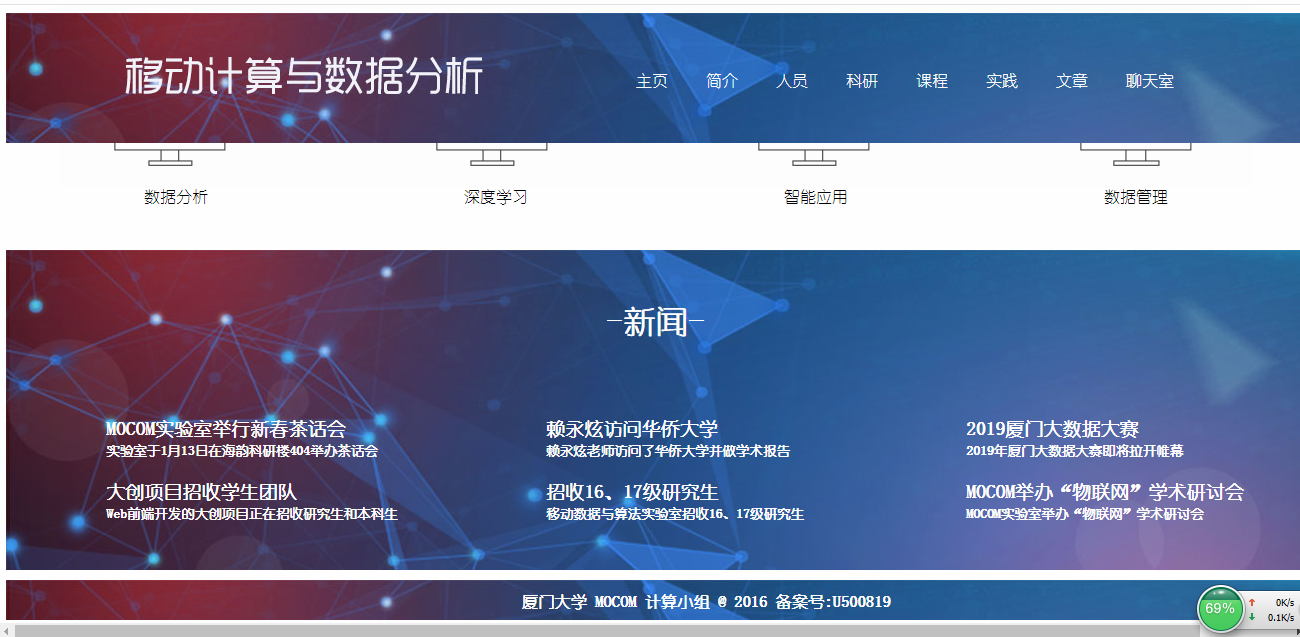 移动计算与数据分析
主页 简介 人员 科研 课程 实践 文章 聊天室
数据分析 深度学习 智能应用 数据管理
-新闻-
MOCOM实验室举行新春茶话会
实验室于1月13日在海韵科研楼404举办茶话会
赖永炫访问华侨大学
赖永炫老师访问了华侨大学并做学术报告
2019厦门大数据大赛
2019年厦门大数据大赛即将拉开帷幕
大创项目招收学生团队
Web前端开发的大创项目正在招收研究生和本科生
招收16、17级研究生
移动数据与算法实验室招收16、17级研究生
MOCOM举办“物联网”学术研讨会
MOCOM实验室举办“物联网”学术研讨会
厦门大学 MOCOM 计算小组 @ 2016 备案号:U500819
69%
↑ 0K/s
↓ 0.1K/s